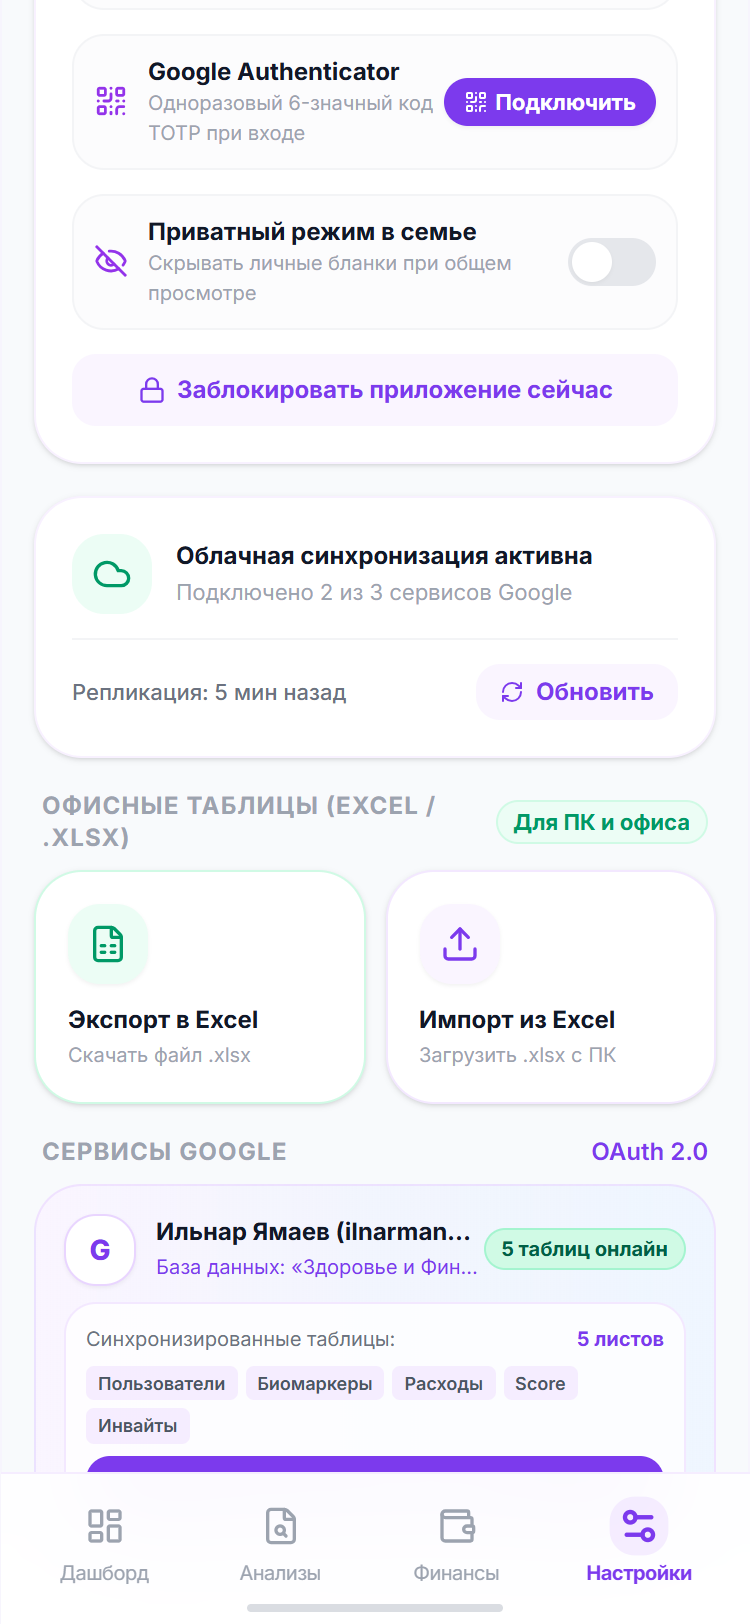 Google Authenticator
Одноразовый 6-значный код
TOTP при входе
Подключить
Приватный режим в семье
Скрывать личные бланки при общем
просмотре
Заблокировать приложение сейчас
Облачная синхронизация активна
Подключено 2 из 3 сервисов Google
Репликация: 5 мин назад
Обновить
ОФИСНЫЕ ТАБЛИЦЫ (EXCEL /
.XLSX)
Для ПК и офиса
Экспорт в Excel
Скачать файл .xlsx
Импорт из Excel
Загрузить .xlsx с ПК
СЕРВИСЫ GOOGLE
OAuth 2.0
G
Ильнар Ямаев (ilnarman...
База данных: «Здоровье и Фин...
5 таблиц онлайн
Синхронизированные таблицы:
5 листов
Пользователи
Биомаркеры
Расходы
Score
Инвайты
Дашборд
Анализы
Финансы
Настройки